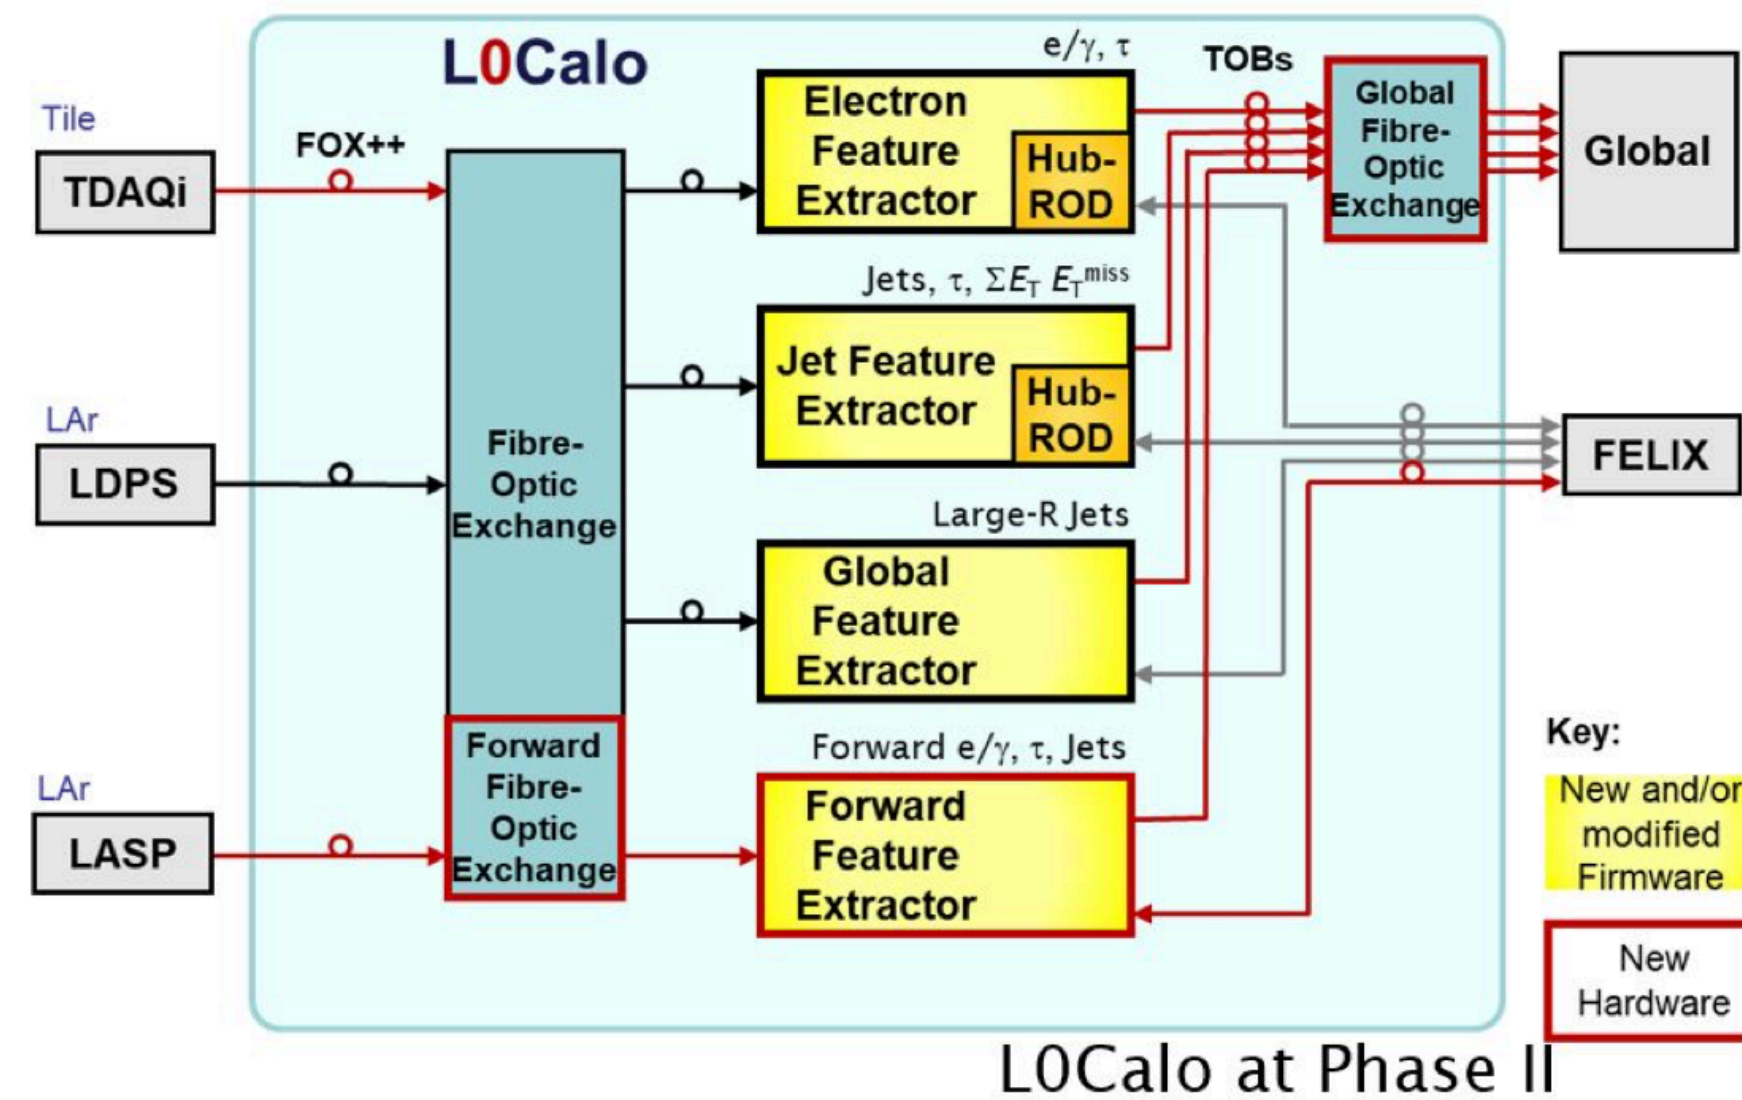 L0Calo
Tile
TDAQi
FOX++
LAr
LDPS
LAr
LASP
Fibre-
Optic
Exchange
Forward
Fibre-
Optic
Exchange
e/γ, τ
Electron
Feature
Extractor
Hub-
ROD
Jets, τ, ΣE_T E_T^miss
Jet Feature
Extractor
Hub-
ROD
Large-R Jets
Global
Feature
Extractor
Forward e/γ, τ, Jets
Forward
Feature
Extractor
TOBs
Global
Fibre-
Optic
Exchange
Global
FELIX
Key:
New and/or
modified
Firmware
New
Hardware
L0Calo at Phase II